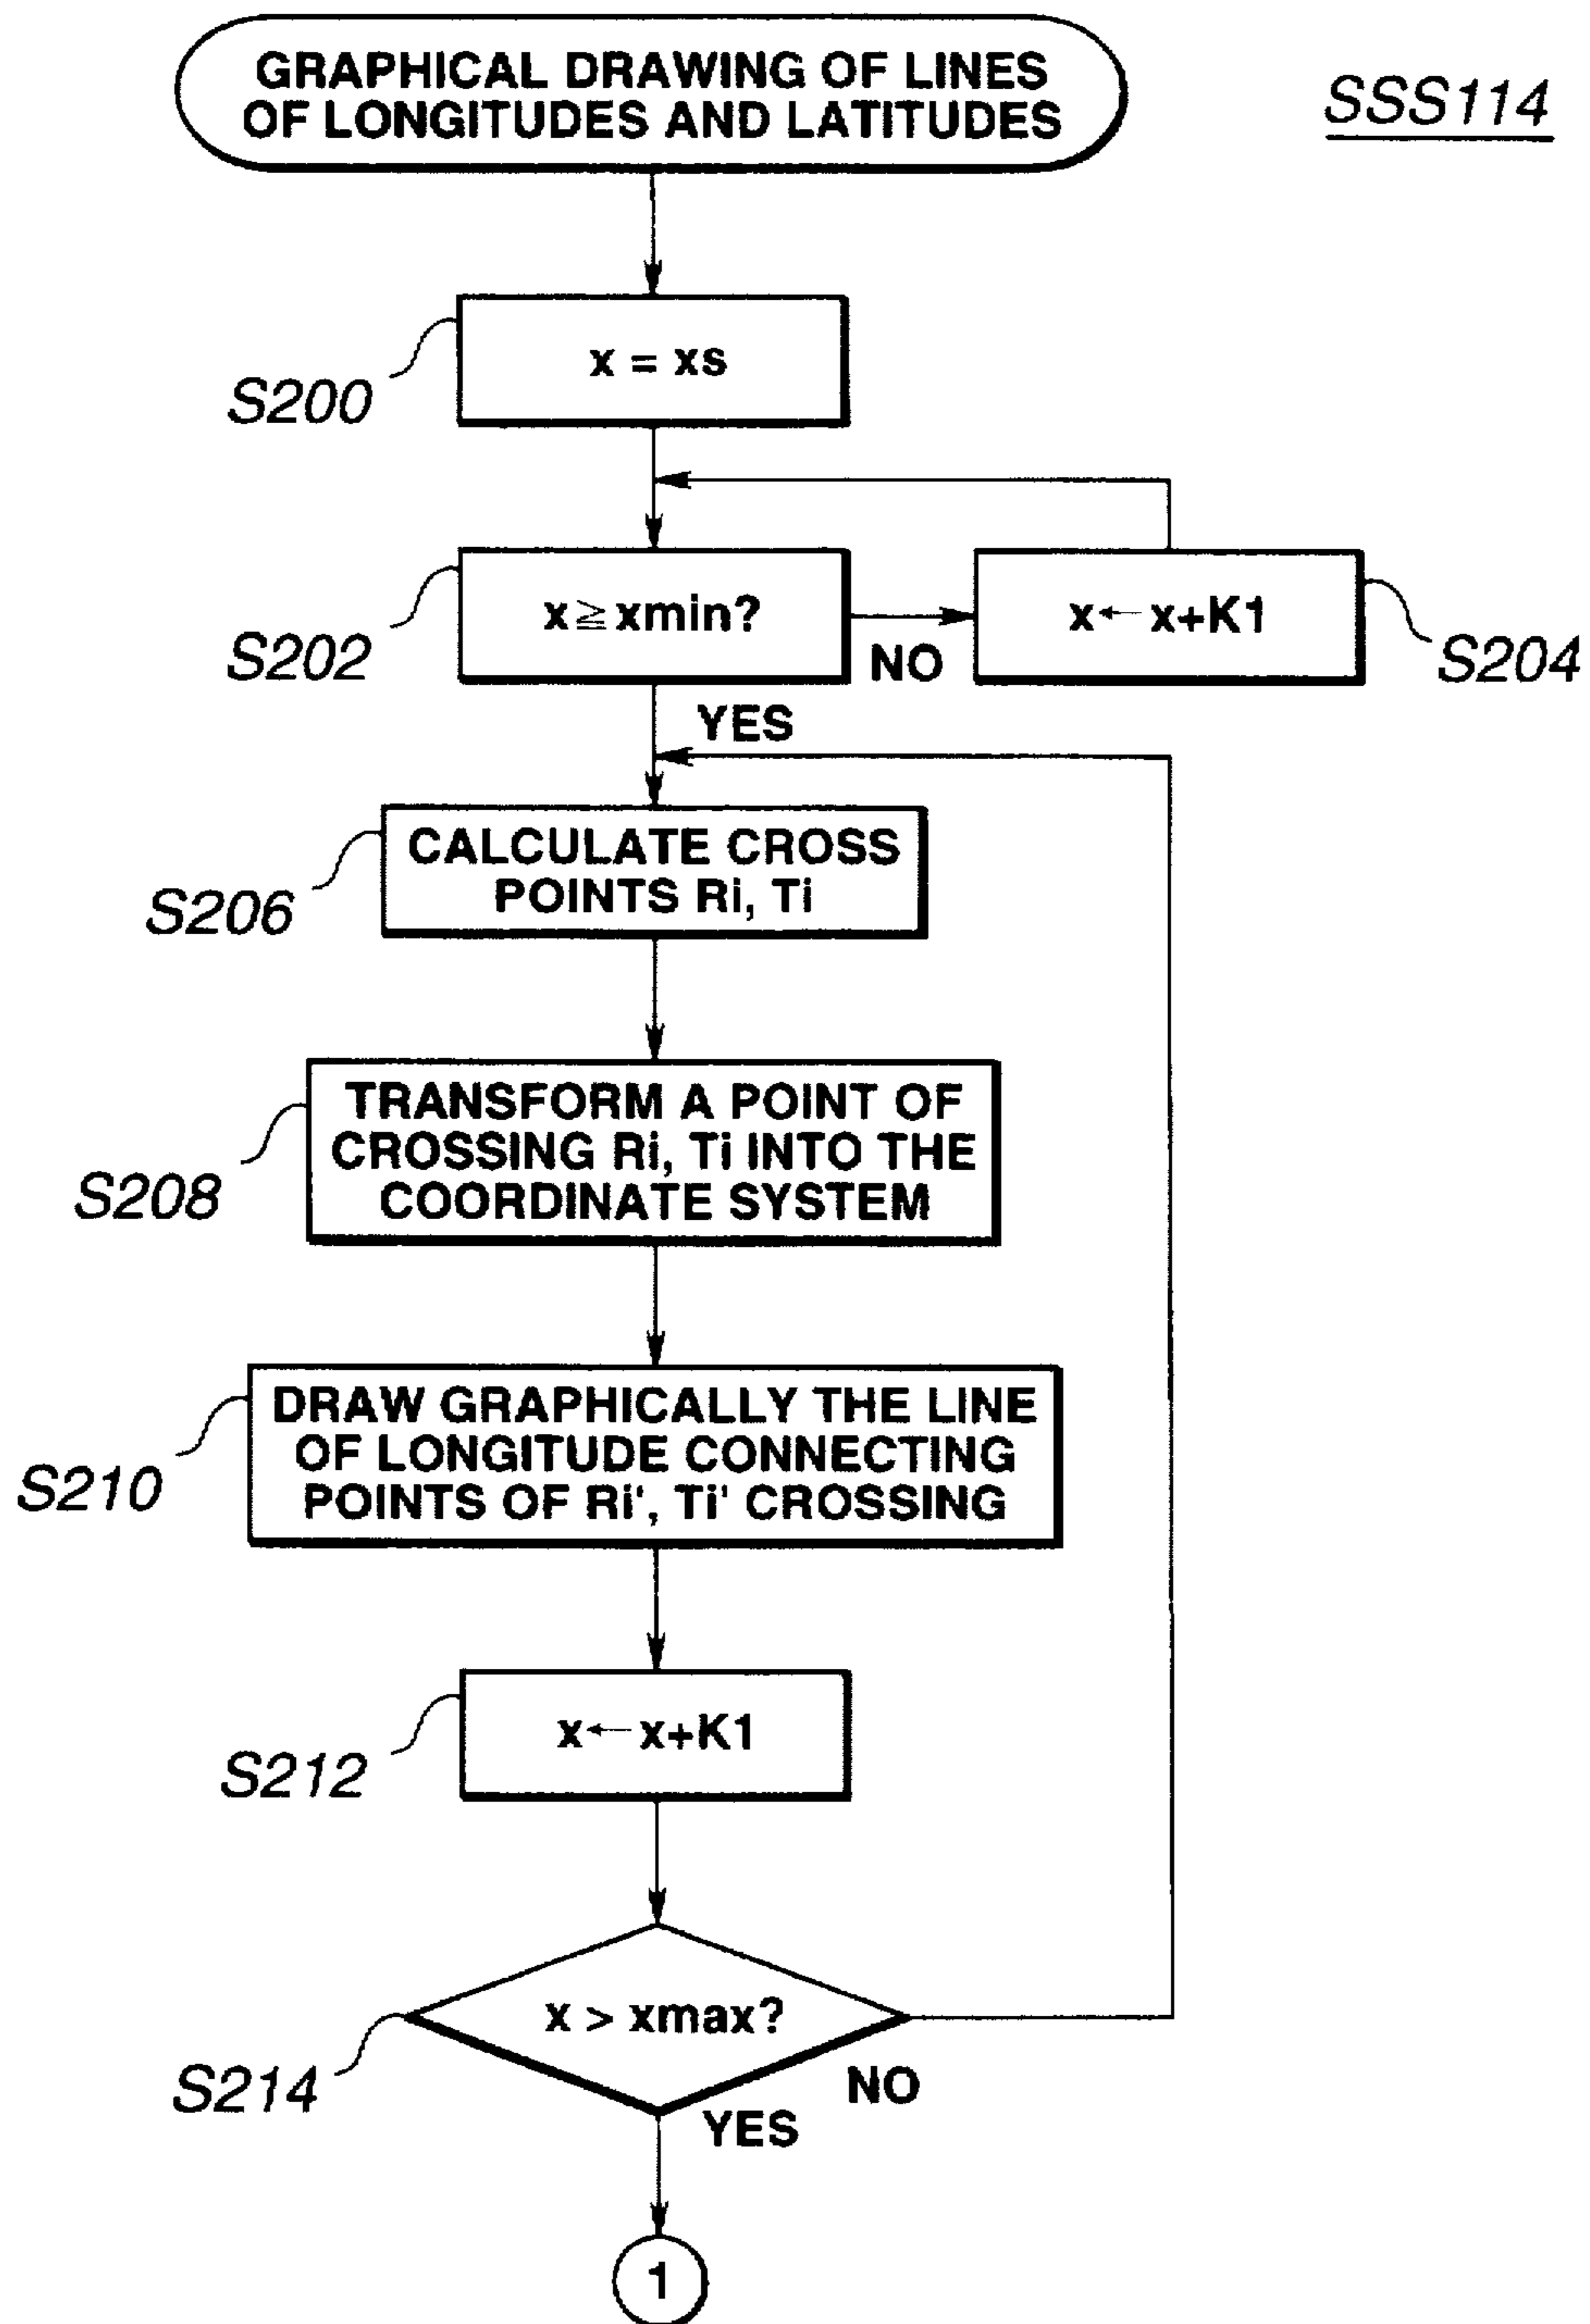 GRAPHICAL DRAWING OF LINES
OF LONGITUDES AND LATITUDES
SSS114
x = xs
S200
x ≧ xmin?
S202
NO
x ← x+K1
S204
YES
CALCULATE CROSS
POINTS Ri, Ti
S206
TRANSFORM A POINT OF
CROSSING Ri, Ti INTO THE
COORDINATE SYSTEM
S208
DRAW GRAPHICALLY THE LINE
OF LONGITUDE CONNECTING
POINTS OF Ri', Ti' CROSSING
S210
x ← x+K1
S212
x > xmax?
S214
NO
YES
1